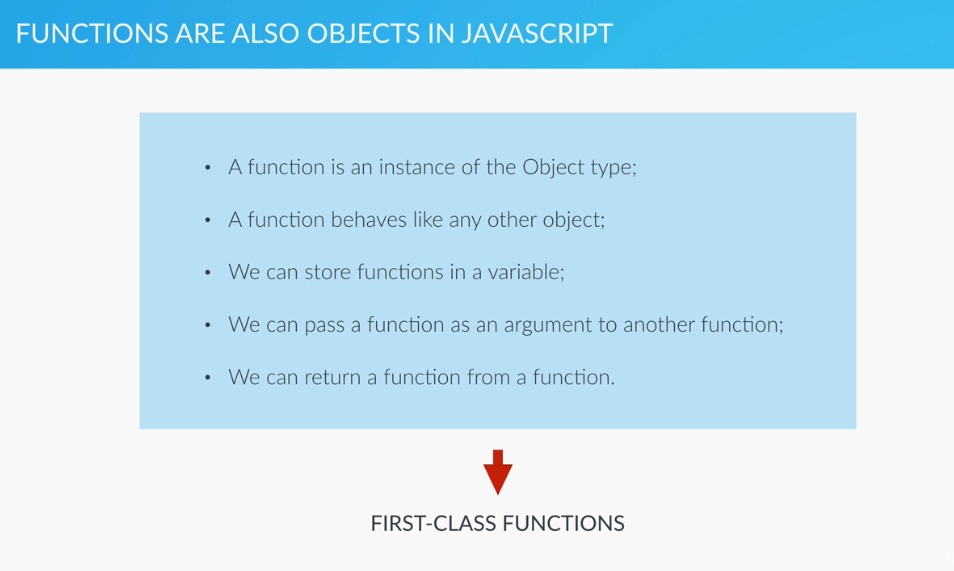 FUNCTIONS ARE ALSO OBJECTS IN JAVASCRIPT
• A function is an instance of the Object type;
• A function behaves like any other object;
• We can store functions in a variable;
• We can pass a function as an argument to another function;
• We can return a function from a function.
FIRST-CLASS FUNCTIONS